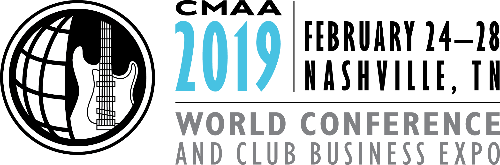 CMAA
2019
FEBRUARY 24–28
NASHVILLE, TN
WORLD CONFERENCE
AND CLUB BUSINESS EXPO